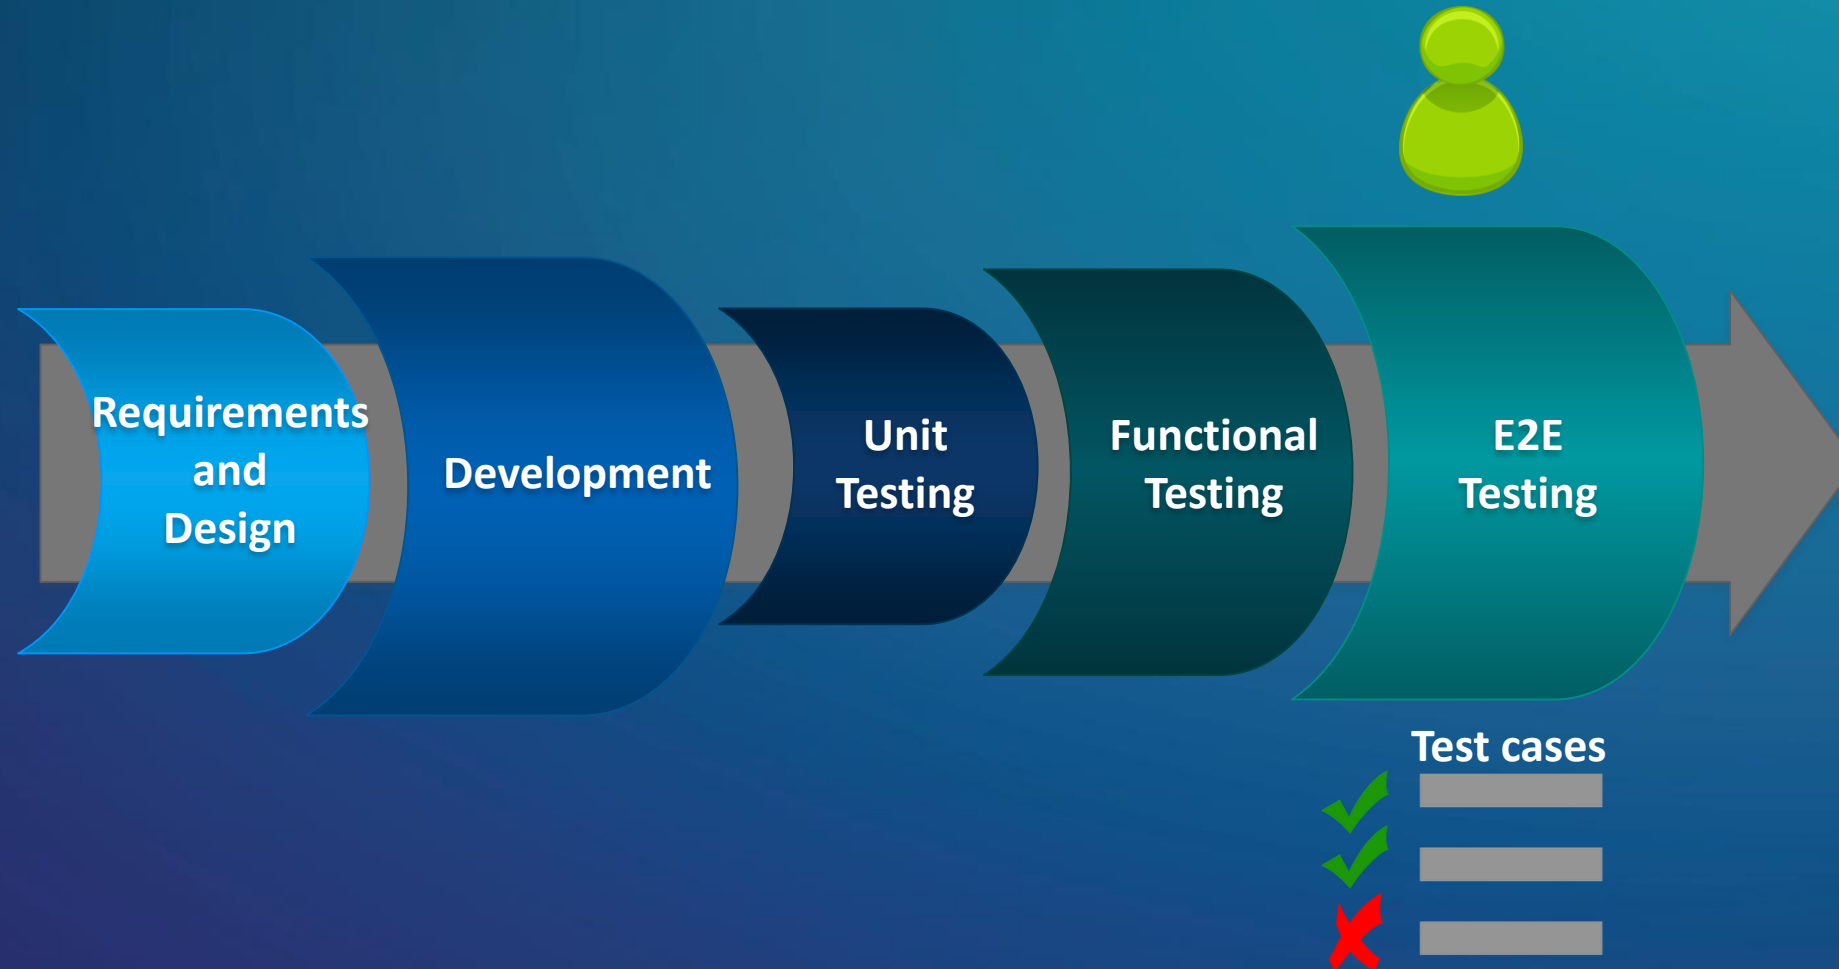 Requirements
and
Design
Development
Unit
Testing
Functional
Testing
E2E
Testing
Test cases